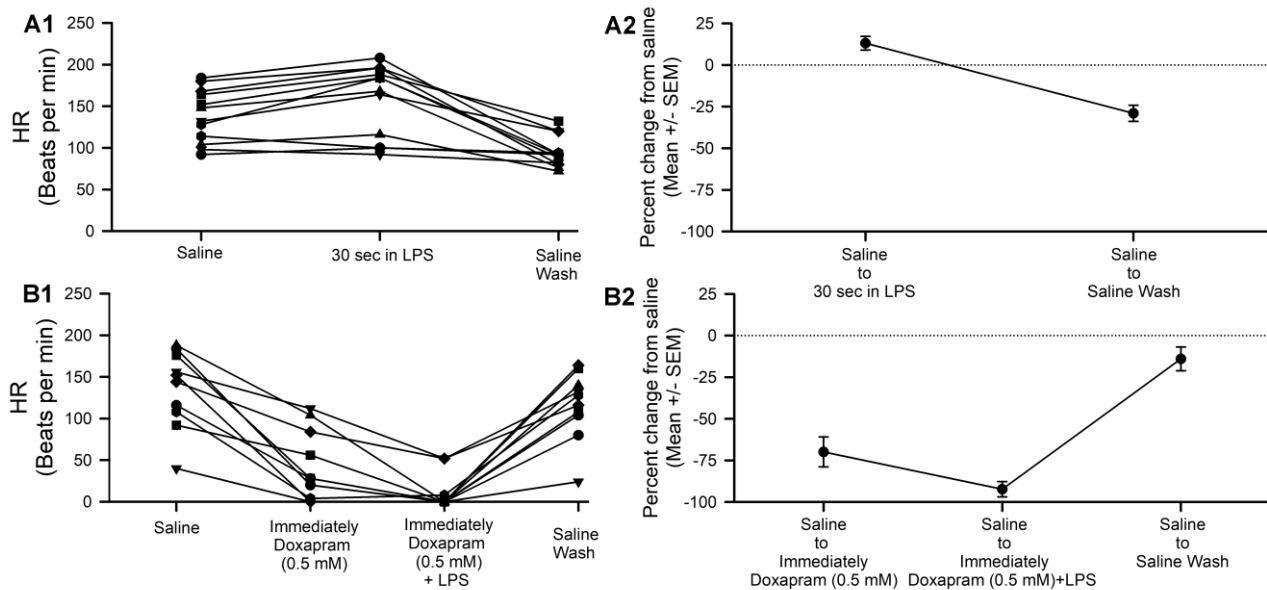 A1
HR
(Beats per min)
250
200
150
100
50
0
Saline
30 sec in LPS
Saline
Wash
A2
Percent change from saline
(Mean +/- SEM)
25
0
-25
-50
-75
-100
Saline
to
30 sec in LPS
Saline
to
Saline Wash
B1
HR
(Beats per min)
250
200
150
100
50
0
Saline
Immediately
Doxapram
(0.5 mM)
Immediately
Doxapram
(0.5 mM)
+ LPS
Saline
Wash
B2
Percent change from saline
(Mean +/- SEM)
25
0
-25
-50
-75
-100
Saline
to
Immediately
Doxapram (0.5 mM)
Saline
to
Immediately
Doxapram (0.5 mM)+LPS
Saline
to
Saline Wash